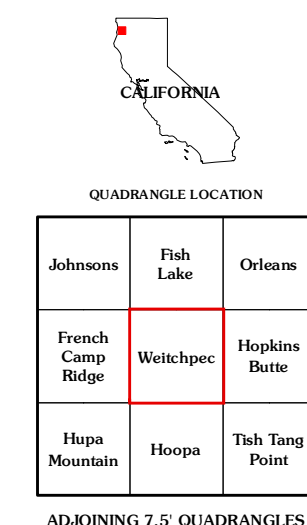 CALIFORNIA
QUADRANGLE LOCATION
Johnsons
Fish
Lake
Orleans
French
Camp
Ridge
Weitchpec
Hopkins
Butte
Hupa
Mountain
Hoopa
Tish Tang
Point
ADJOINING 7.5' QUADRANGLES